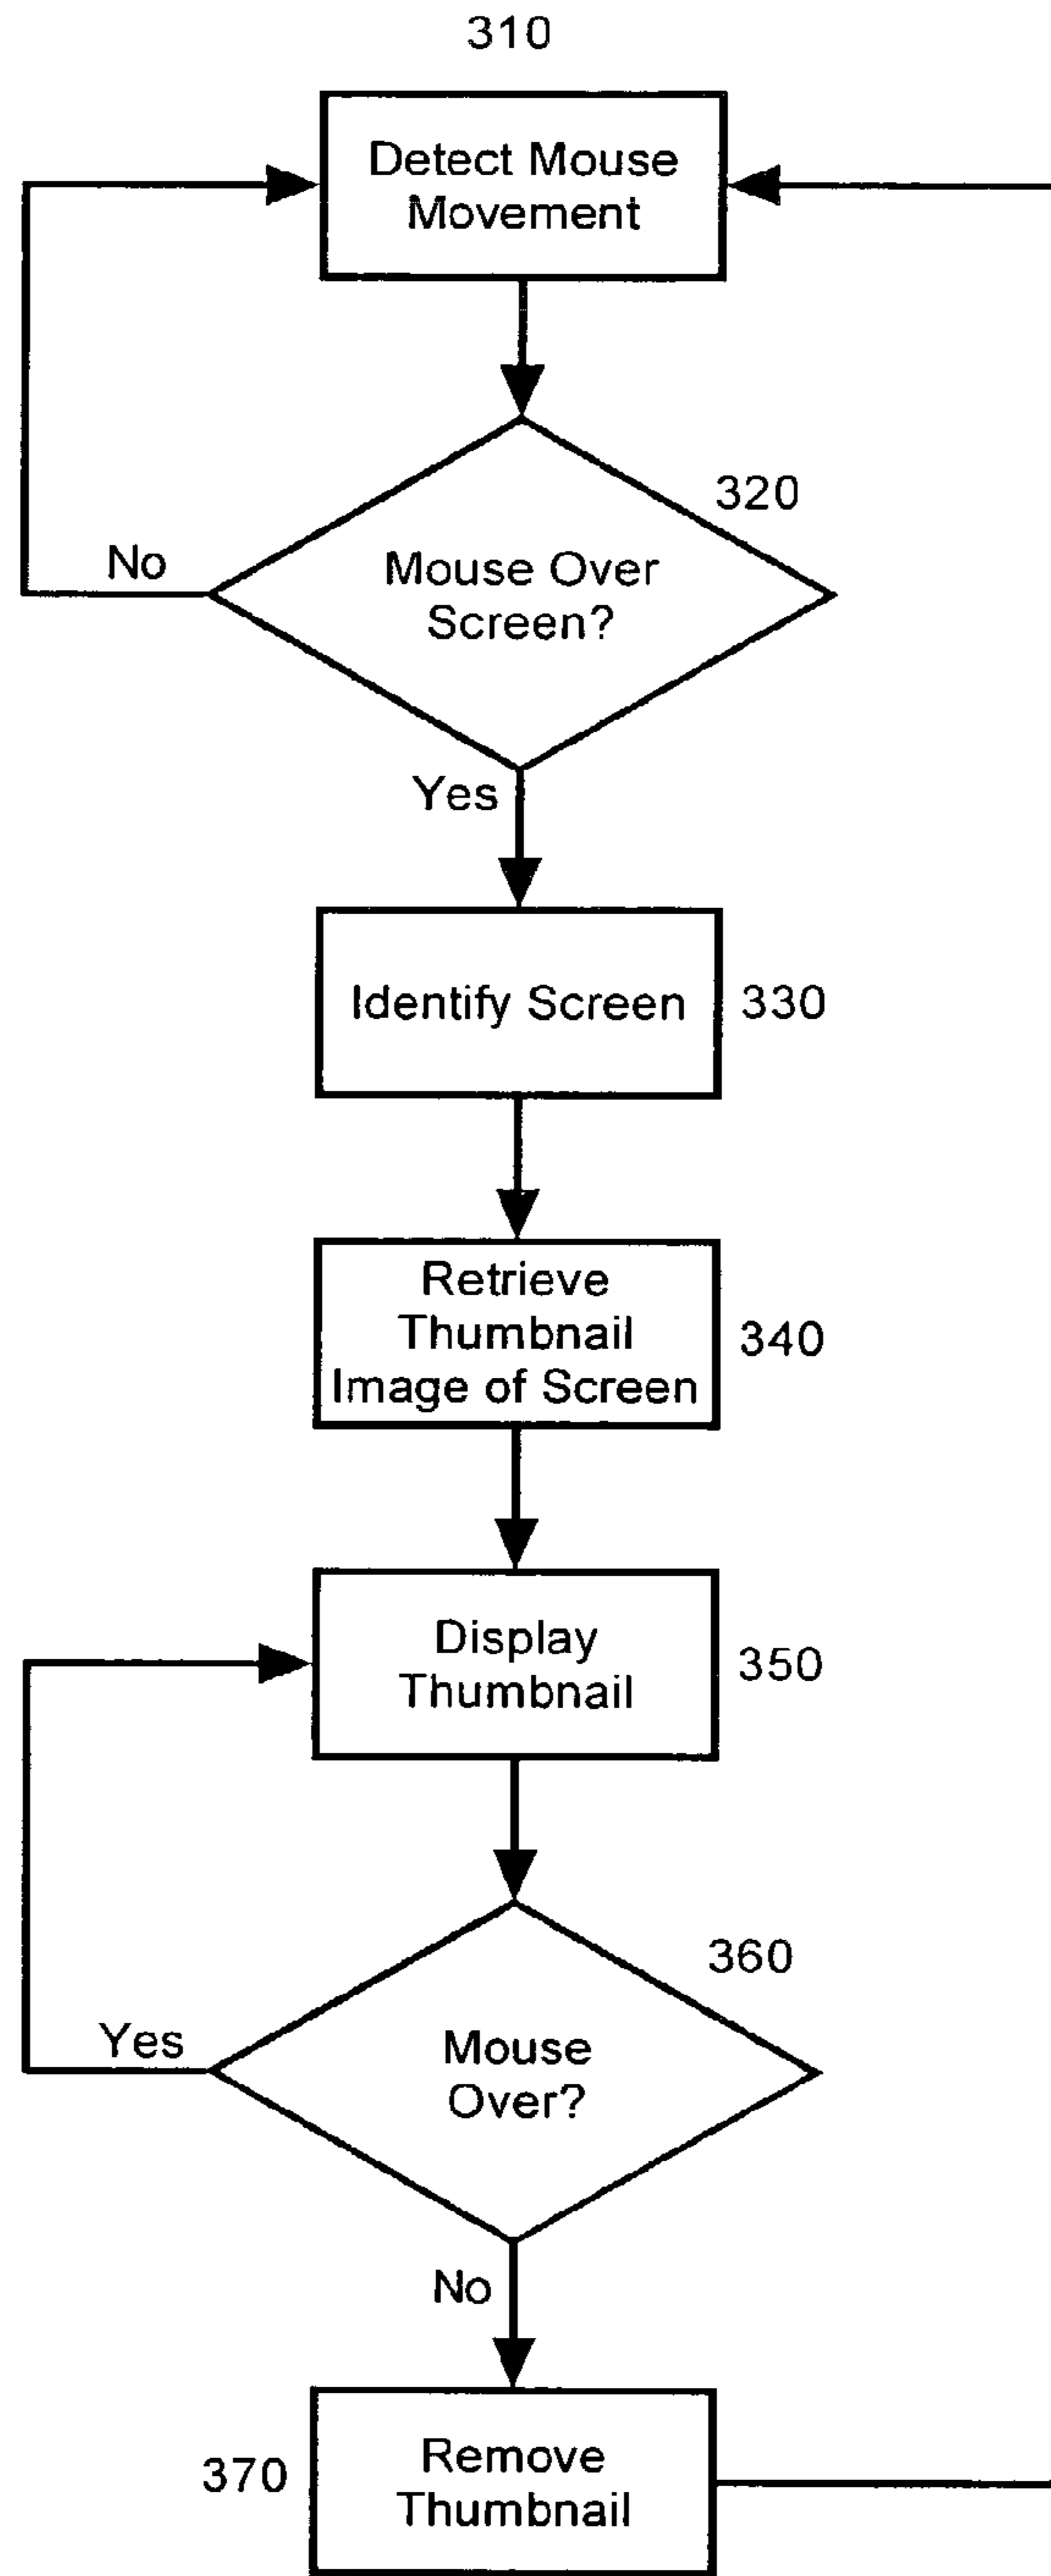 310
Detect Mouse
Movement
320
No
Mouse Over
Screen?
Yes
Identify Screen
330
Retrieve
Thumbnail
Image of Screen
340
Display
Thumbnail
350
360
Yes
Mouse
Over?
No
370
Remove
Thumbnail